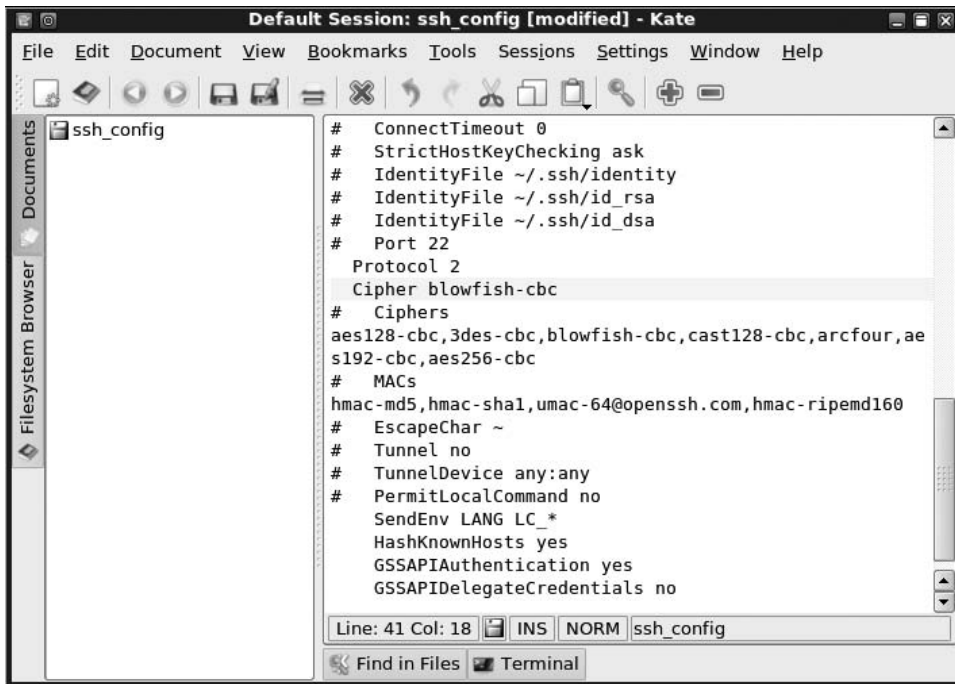 Default Session: ssh_config [modified] - Kate
File Edit Document View Bookmarks Tools Sessions Settings Window Help
Documents
Filesystem Browser
ssh_config
#   ConnectTimeout 0
#   StrictHostKeyChecking ask
#   IdentityFile ~/.ssh/identity
#   IdentityFile ~/.ssh/id_rsa
#   IdentityFile ~/.ssh/id_dsa
#   Port 22
  Protocol 2
  Cipher blowfish-cbc
#   Ciphers
aes128-cbc,3des-cbc,blowfish-cbc,cast128-cbc,arcfour,ae
s192-cbc,aes256-cbc
#   MACs
hmac-md5,hmac-sha1,umac-64@openssh.com,hmac-ripemd160
#   EscapeChar ~
#   Tunnel no
#   TunnelDevice any:any
#   PermitLocalCommand no
    SendEnv LANG LC_*
    HashKnownHosts yes
    GSSAPIAuthentication yes
    GSSAPIDelegateCredentials no
Line: 41 Col: 18 INS NORM ssh_config
Find in Files Terminal